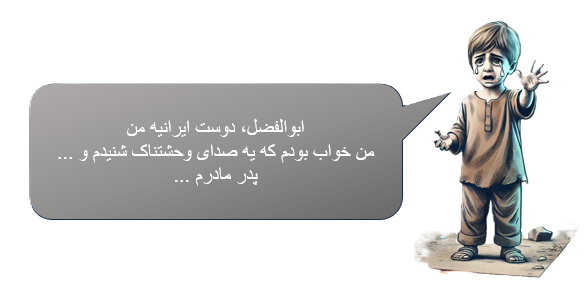 ابوالفضل، دوست ایرانیه من
من خواب بودم که یه صدای وحشتناک شنیدم و ...
پدر مادرم ...